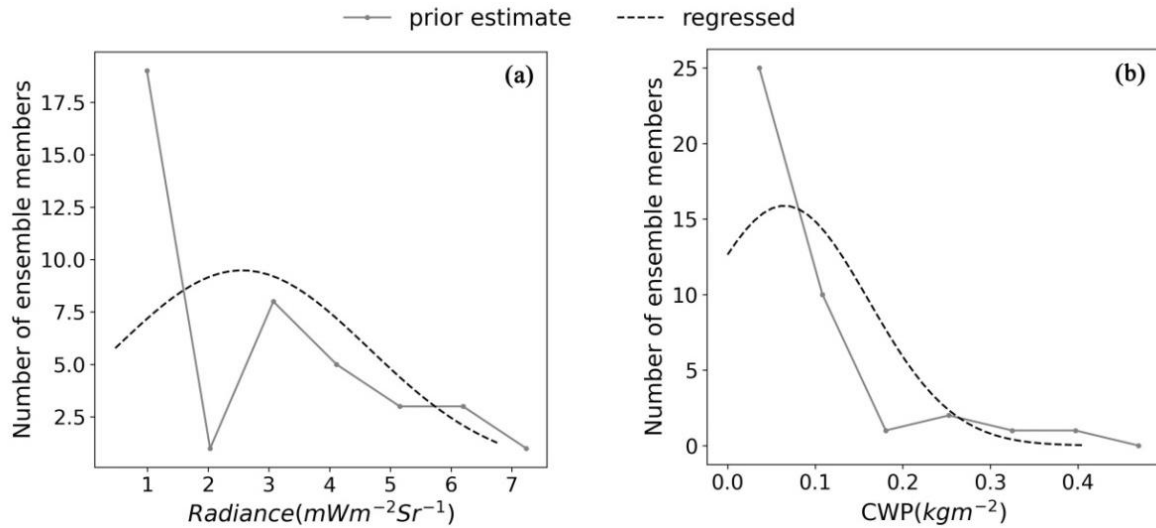 prior estimate regressed
(a)
Number of ensemble members
17.5
15.0
12.5
10.0
7.5
5.0
2.5
1 2 3 4 5 6 7
Radiance(mWm⁻²Sr⁻¹)
(b)
Number of ensemble members
25
20
15
10
5
0
0.0 0.1 0.2 0.3 0.4
CWP(kgm⁻²)